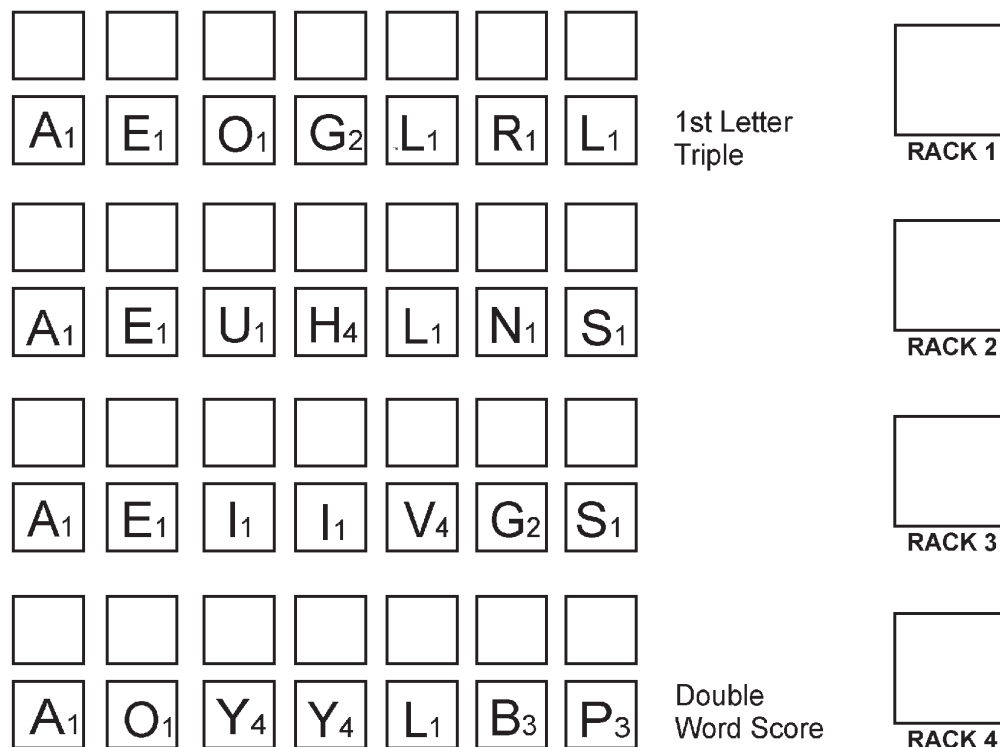 A1 E1 O1 G2 L1 R1 L1
1st Letter
Triple
RACK 1
A1 E1 U1 H4 L1 N1 S1
RACK 2
A1 E1 I1 I1 V4 G2 S1
RACK 3
A1 O1 Y4 Y4 L1 B3 P3
Double
Word Score
RACK 4